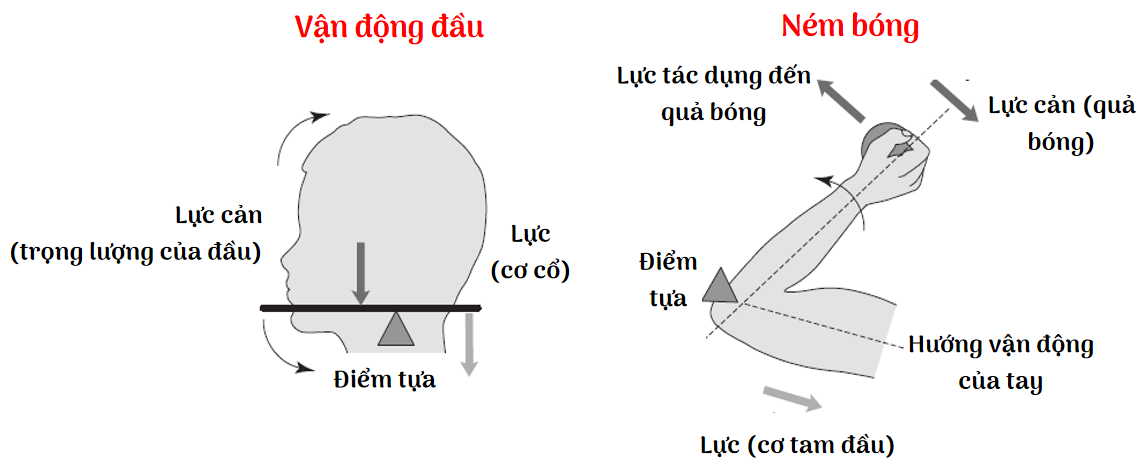 Vận động đầu
Lực cản
(trọng lượng của đầu)
Lực
(cơ cổ)
Điểm tựa
Ném bóng
Lực tác dụng đến
quả bóng
Lực cản (quả
bóng)
Điểm
tựa
Hướng vận động
của tay
Lực (cơ tam đầu)